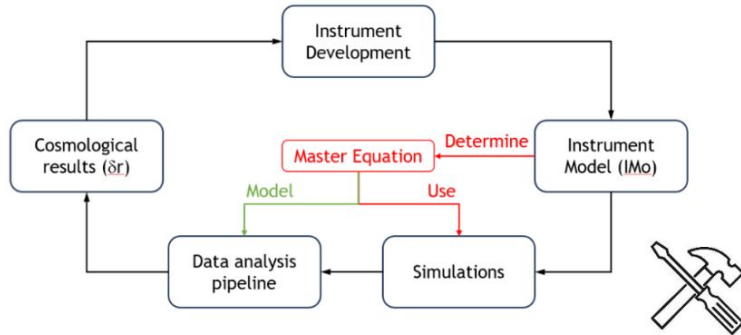 Instrument
Development
Cosmological
results (δr)
Determine
Master Equation
Instrument
Model (IMo)
Model
Use
Data analysis
pipeline
Simulations